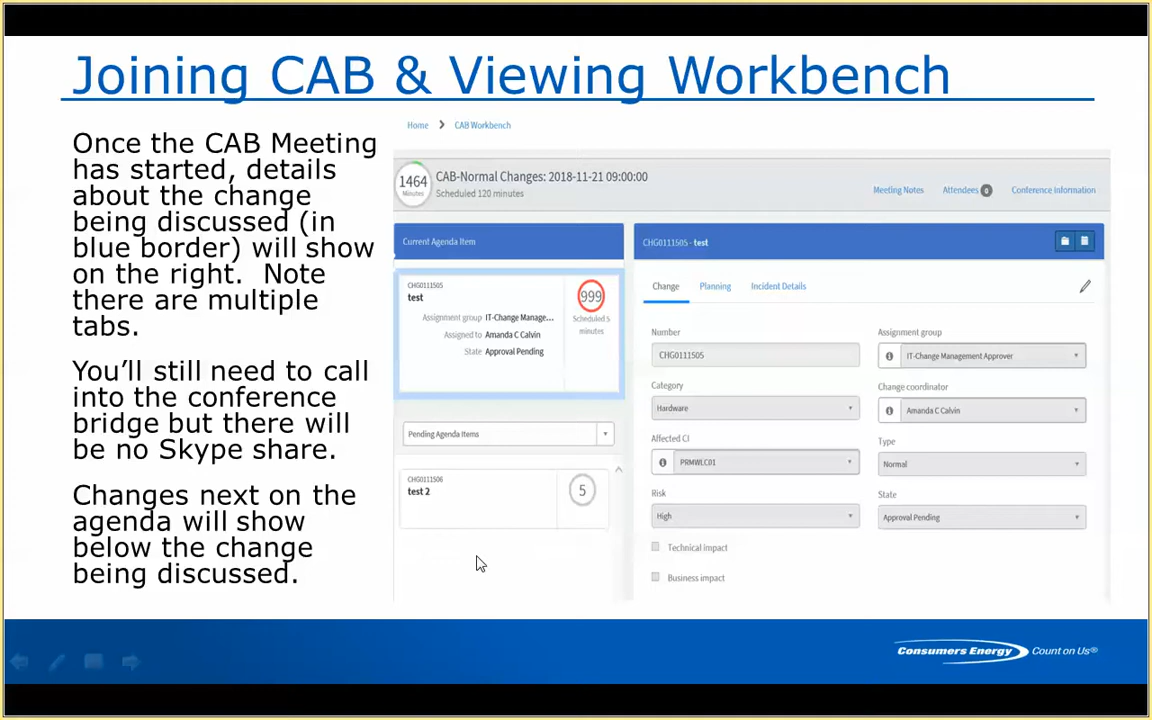 Joining CAB & Viewing Workbench
Once the CAB Meeting
has started, details
about the change
being discussed (in
blue border) will show
on the right.  Note
there are multiple
tabs.
You’ll still need to call
into the conference
bridge but there will
be no Skype share.
Changes next on the
agenda will show
below the change
being discussed.
Home > CAB Workbench
1464
Minutes
CAB-Normal Changes: 2018-11-21 09:00:00
Scheduled 120 minutes
Meeting Notes
Attendees 0
Conference Information
Current Agenda Item
CHG0111505
test
Assignment group IT-Change Manage...
Assigned to Amanda C Calvin
State Approval Pending
999
Scheduled 5
minutes
Pending Agenda Items
CHG0111506
test 2
5
CHG0111505 - test
Change
Planning
Incident Details
Number
CHG0111505
Category
Hardware
Affected CI
PRMWLC01
Risk
High
Technical impact
Business impact
Assignment group
IT-Change Management Approver
Change coordinator
Amanda C Calvin
Type
Normal
State
Approval Pending
Consumers Energy
Count on Us®